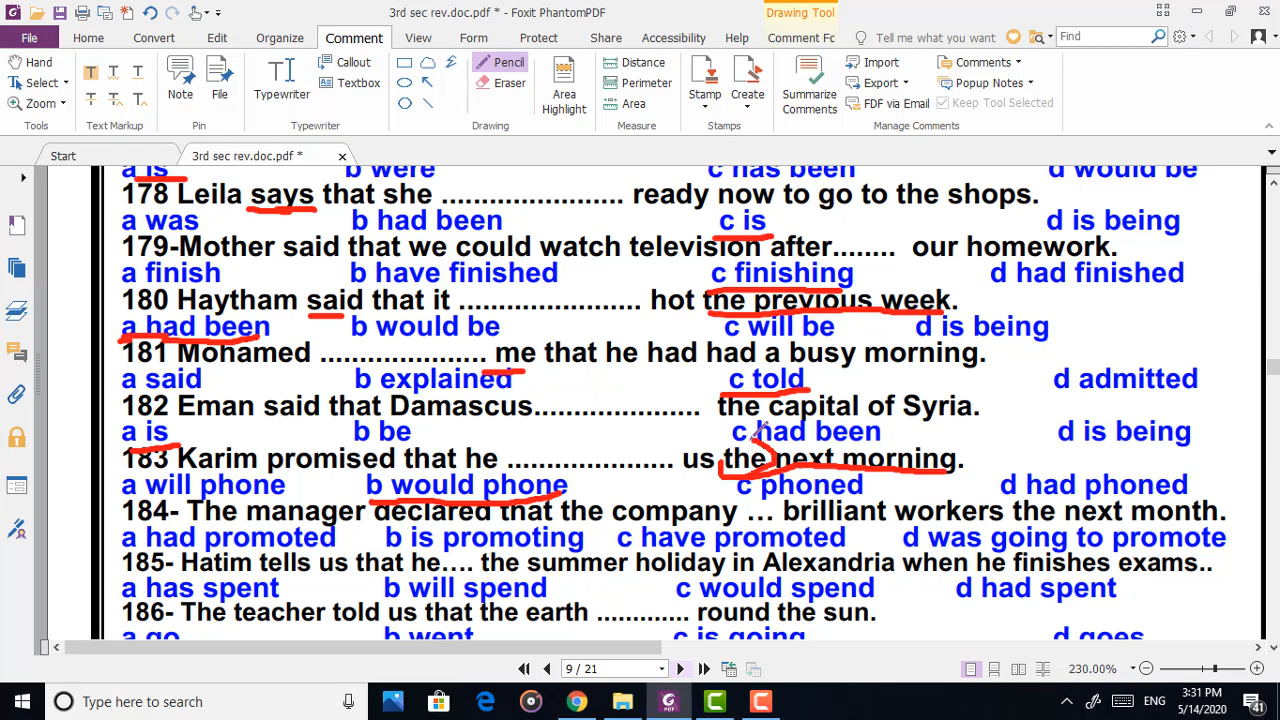 3rd sec rev.doc.pdf * - Foxit PhantomPDF
Drawing Tool
File Home Convert Edit Organize Comment View Form Protect Share Accessibility Help Comment Fc Tell me what you want.. Find
Hand
Select
Zoom
Tools
Text Markup
Note
File
Pin
Typewriter
Callout
Textbox
Typewriter
Pencil
Eraser
Drawing
Area Highlight
Distance
Perimeter
Area
Measure
Stamp
Create
Stamps
Summarize Comments
Import
Export
FDF via Email
Comments
Popup Notes
Keep Tool Selected
Manage Comments
Start
3rd sec rev.doc.pdf *
a is b were c has been d would be
178 Leila says that she ....................... ready now to go to the shops.
a was b had been c is d is being
179-Mother said that we could watch television after........ our homework.
a finish b have finished c finishing d had finished
180 Haytham said that it ....................... hot the previous week.
a had been b would be c will be d is being
181 Mohamed ..................... me that he had had a busy morning.
a said b explained c told d admitted
182 Eman said that Damascus..................... the capital of Syria.
a is b be c had been d is being
183 Karim promised that he ..................... us the next morning.
a will phone b would phone c phoned d had phoned
184- The manager declared that the company … brilliant workers the next month.
a had promoted b is promoting c have promoted d was going to promote
185- Hatim tells us that he…. the summer holiday in Alexandria when he finishes exams..
a has spent b will spend c would spend d had spent
186- The teacher told us that the earth ............. round the sun.
a go b went c is going d goes
9 / 21
230.00%
Type here to search
ENG
3:31 PM
5/14/2020
41